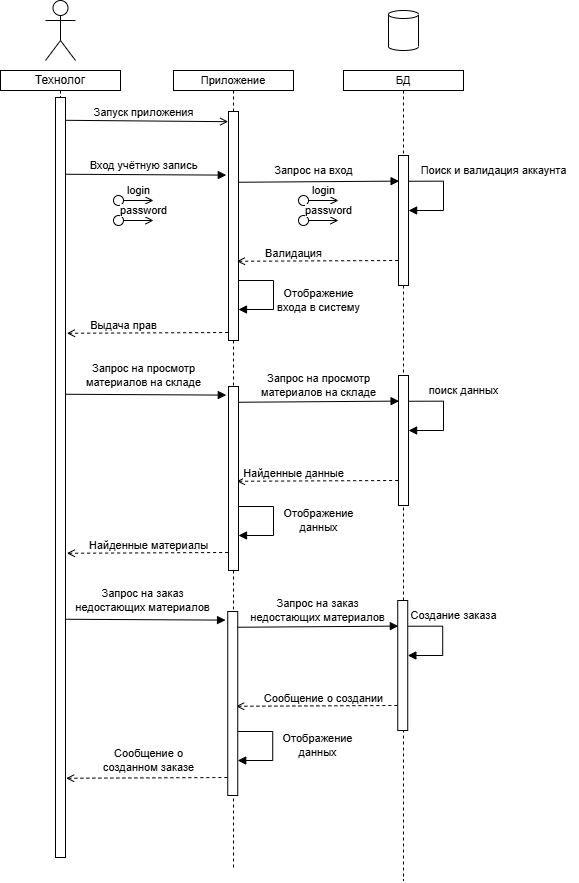 Технолог
Приложение
БД
Запуск приложения
Вход учётную запись
Запрос на вход
Поиск и валидация аккаунта
login
password
login
password
Валидация
Отображение
входа в систему
Выдача прав
Запрос на просмотр
материалов на складе
Запрос на просмотр
материалов на складе
поиск данных
Найденные данные
Отображение
данных
Найденные материалы
Запрос на заказ
недостающих материалов
Запрос на заказ
недостающих материалов
Создание заказа
Сообщение о создании
Отображение
данных
Сообщение о
созданном заказе